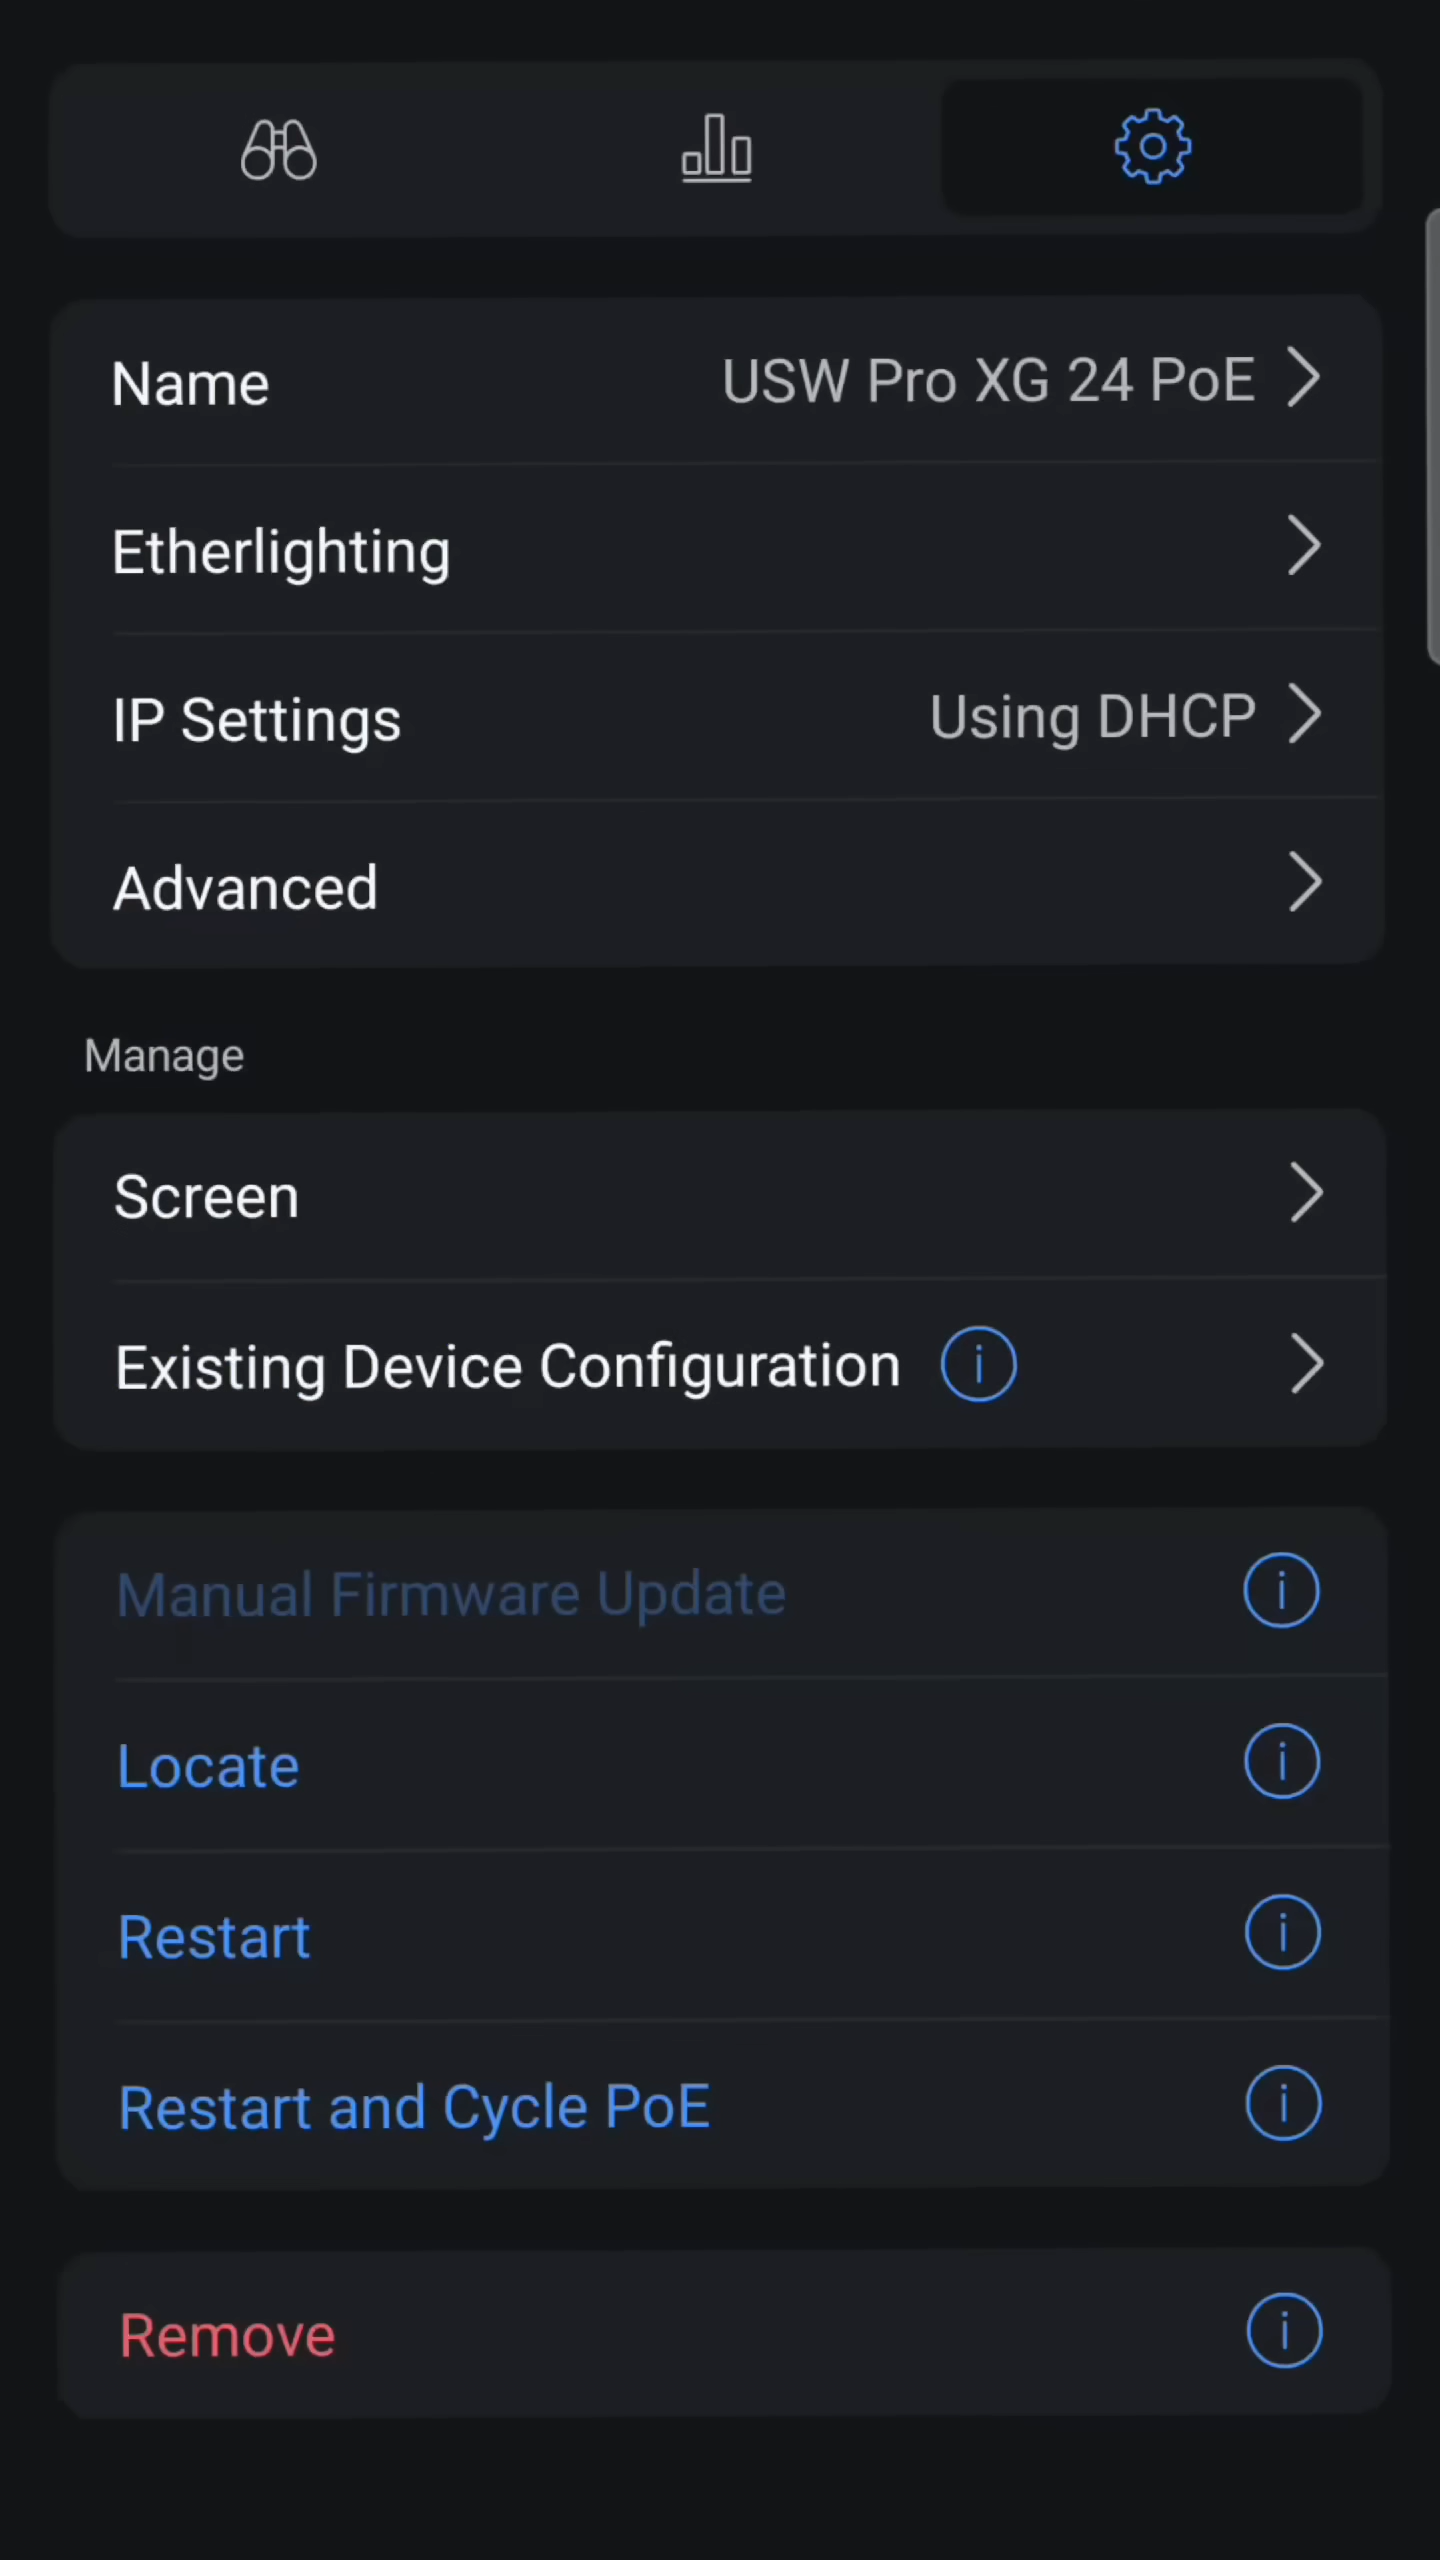 Name
USW Pro XG 24 PoE
Etherlighting
IP Settings
Using DHCP
Advanced
Manage
Screen
Existing Device Configuration
Manual Firmware Update
Locate
Restart
Restart and Cycle PoE
Remove